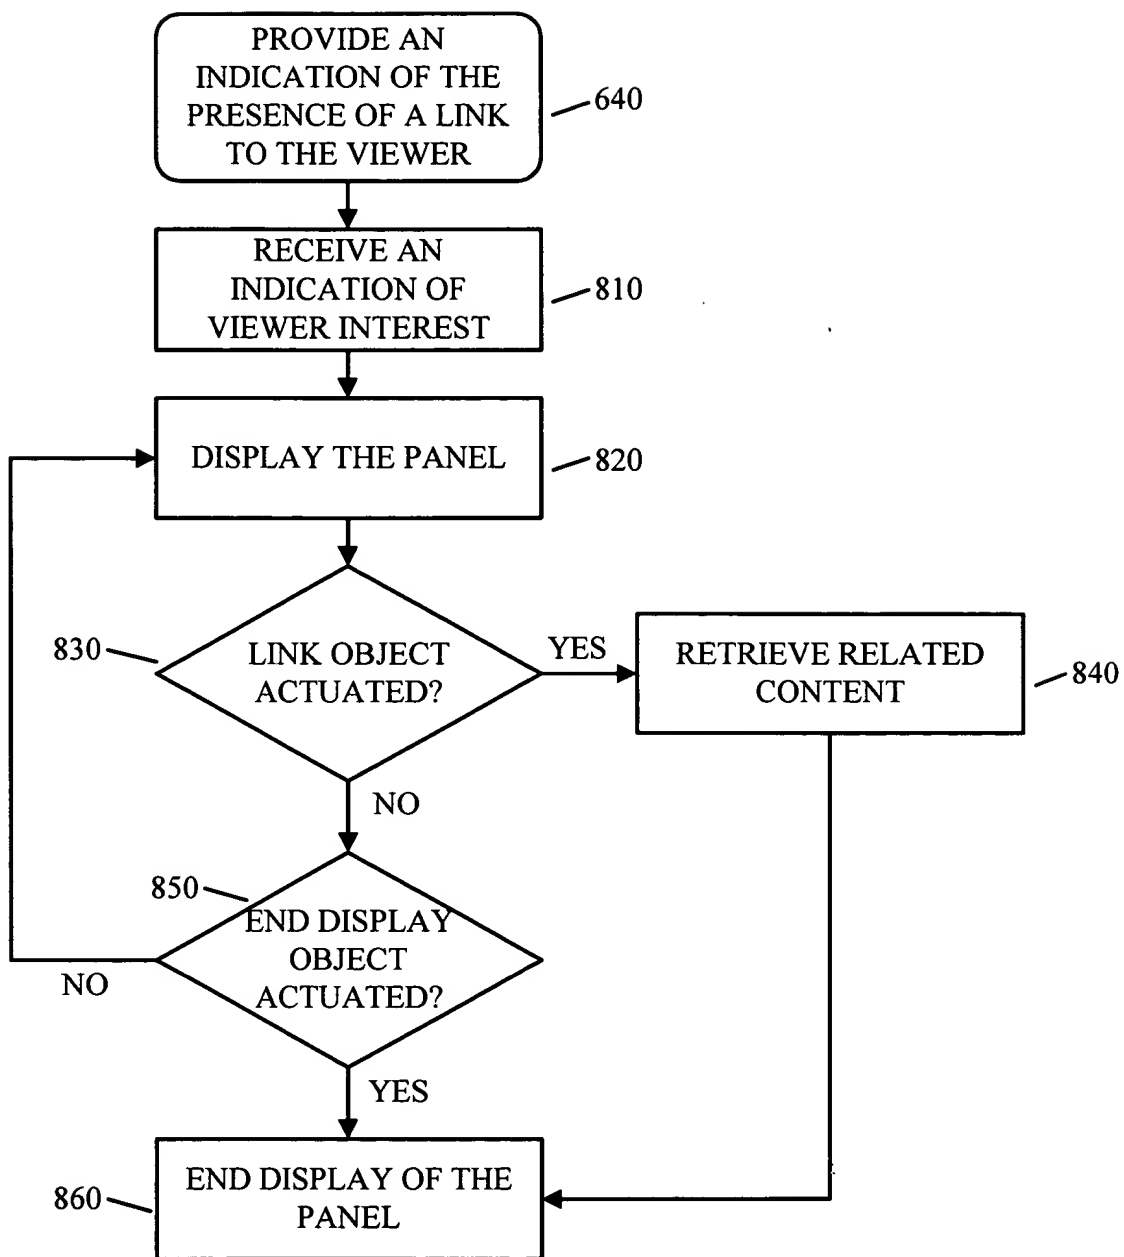 PROVIDE AN
INDICATION OF THE
PRESENCE OF A LINK
TO THE VIEWER
640
RECEIVE AN
INDICATION OF
VIEWER INTEREST
810
DISPLAY THE PANEL
820
830
LINK OBJECT
ACTUATED?
YES
RETRIEVE RELATED
CONTENT
840
NO
850
END DISPLAY
OBJECT
ACTUATED?
NO
YES
860
END DISPLAY OF THE
PANEL